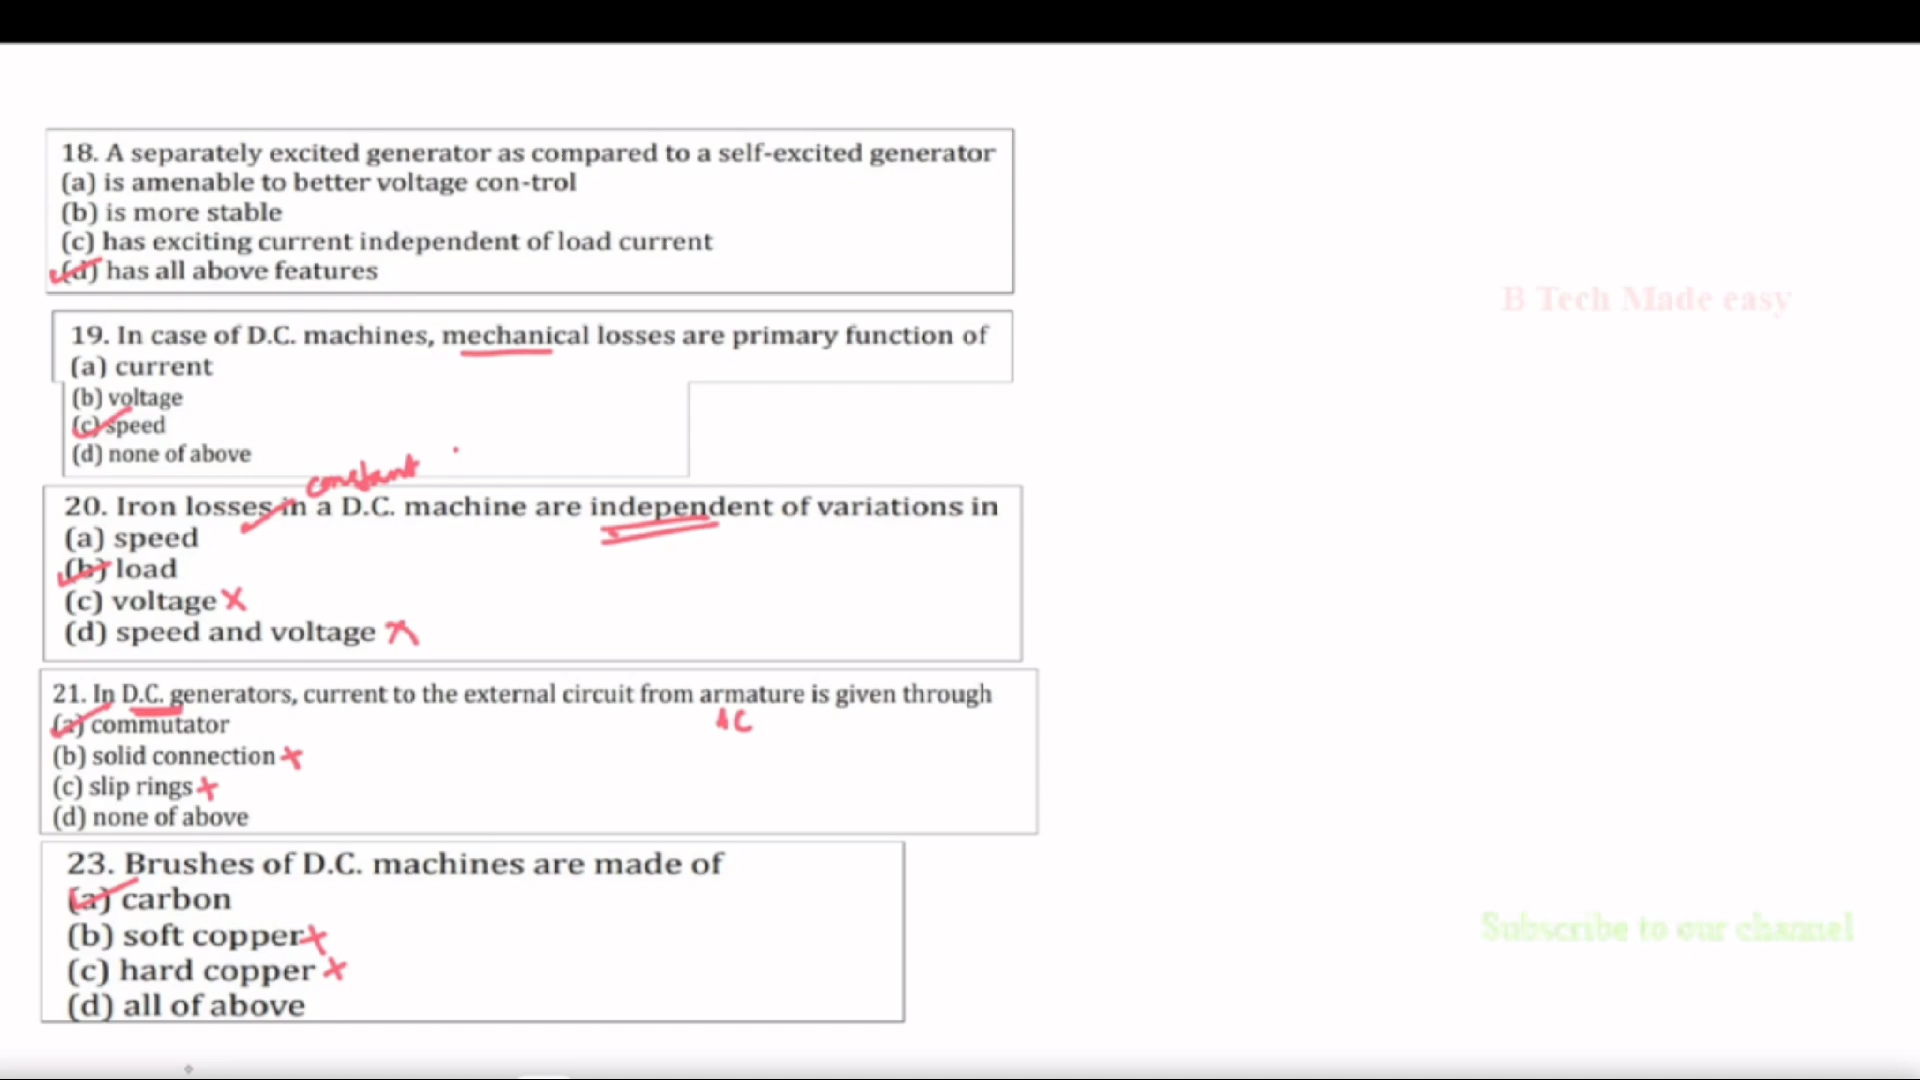 18. A separately excited generator as compared to a self-excited generator
(a) is amenable to better voltage con-trol
(b) is more stable
(c) has exciting current independent of load current
(d) has all above features
B Tech Made easy
19. In case of D.C. machines, mechanical losses are primary function of
(a) current
(b) voltage
(c) speed
(d) none of above
constant
20. Iron losses in a D.C. machine are independent of variations in
(a) speed
(b) load
(c) voltage
(d) speed and voltage
21. In D.C. generators, current to the external circuit from armature is given through
AC
(a) commutator
(b) solid connection
(c) slip rings
(d) none of above
23. Brushes of D.C. machines are made of
(a) carbon
(b) soft copper
Subscribe to our channel
(c) hard copper
(d) all of above